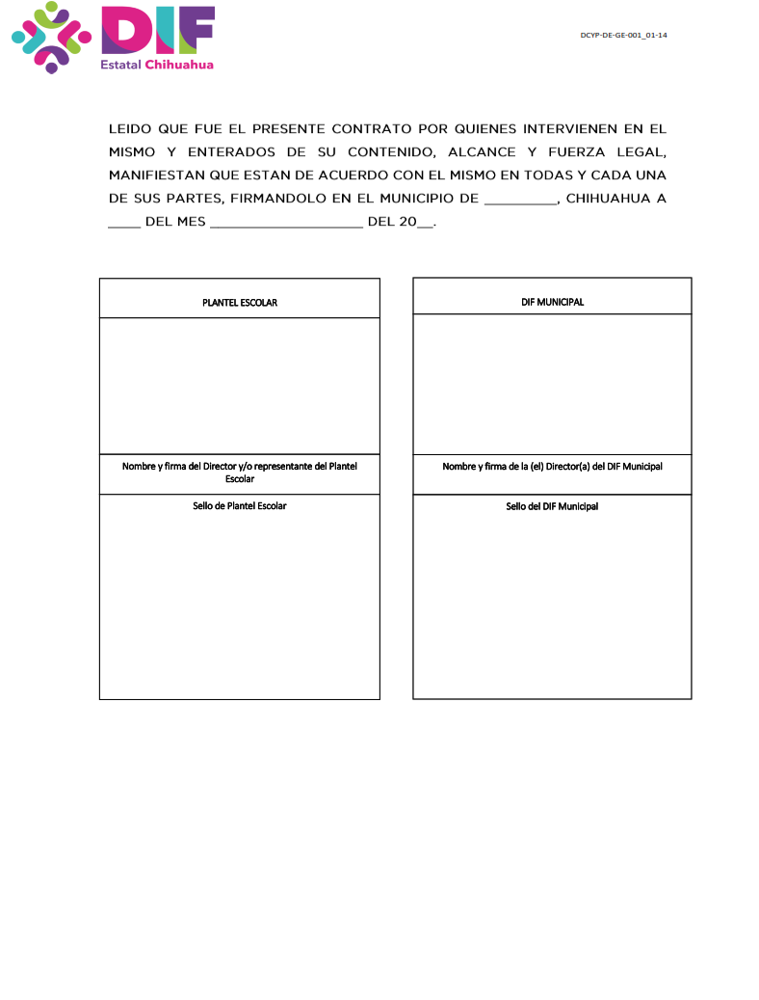 DIF
Estatal Chihuahua
DCYP-DE-GE-001_01-14
LEIDO QUE FUE EL PRESENTE CONTRATO POR QUIENES INTERVIENEN EN EL
MISMO Y ENTERADOS DE SU CONTENIDO, ALCANCE Y FUERZA LEGAL,
MANIFIESTAN QUE ESTAN DE ACUERDO CON EL MISMO EN TODAS Y CADA UNA
DE SUS PARTES, FIRMANDOLO EN EL MUNICIPIO DE _________, CHIHUAHUA A
____ DEL MES ___________________ DEL 20__.
PLANTEL ESCOLAR
Nombre y firma del Director y/o representante del Plantel
Escolar
Sello de Plantel Escolar
DIF MUNICIPAL
Nombre y firma de la (el) Director(a) del DIF Municipal
Sello del DIF Municipal